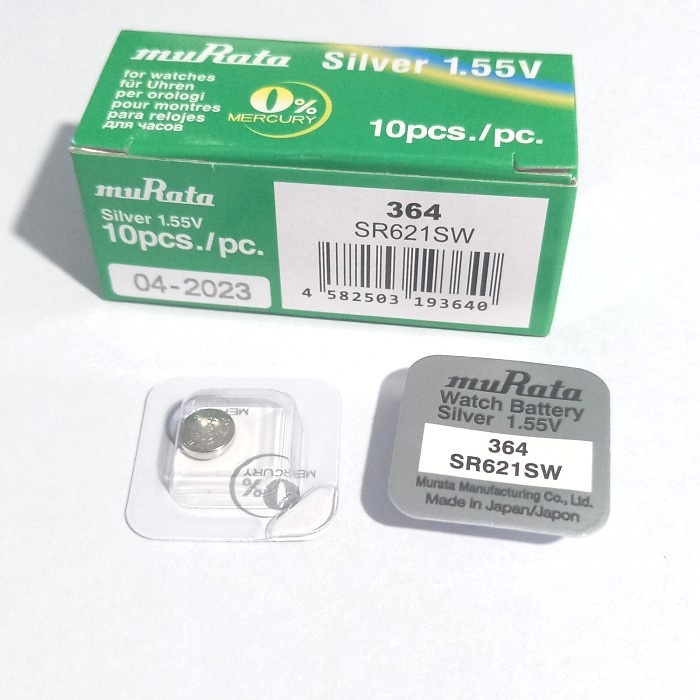 muRata Silver 1.55V
for watches
für Uhren
per orologi
pour montres
para relojes
для часов
0%
MERCURY
10pcs./pc.
muRata
Silver 1.55V
10pcs./pc.
04-2023
364
SR621SW
4 582503 193640
muRata
Watch Battery
Silver 1.55V
364
SR621SW
Murata Manufacturing Co., Ltd.
Made in Japan/Japon
MERCURY
0%